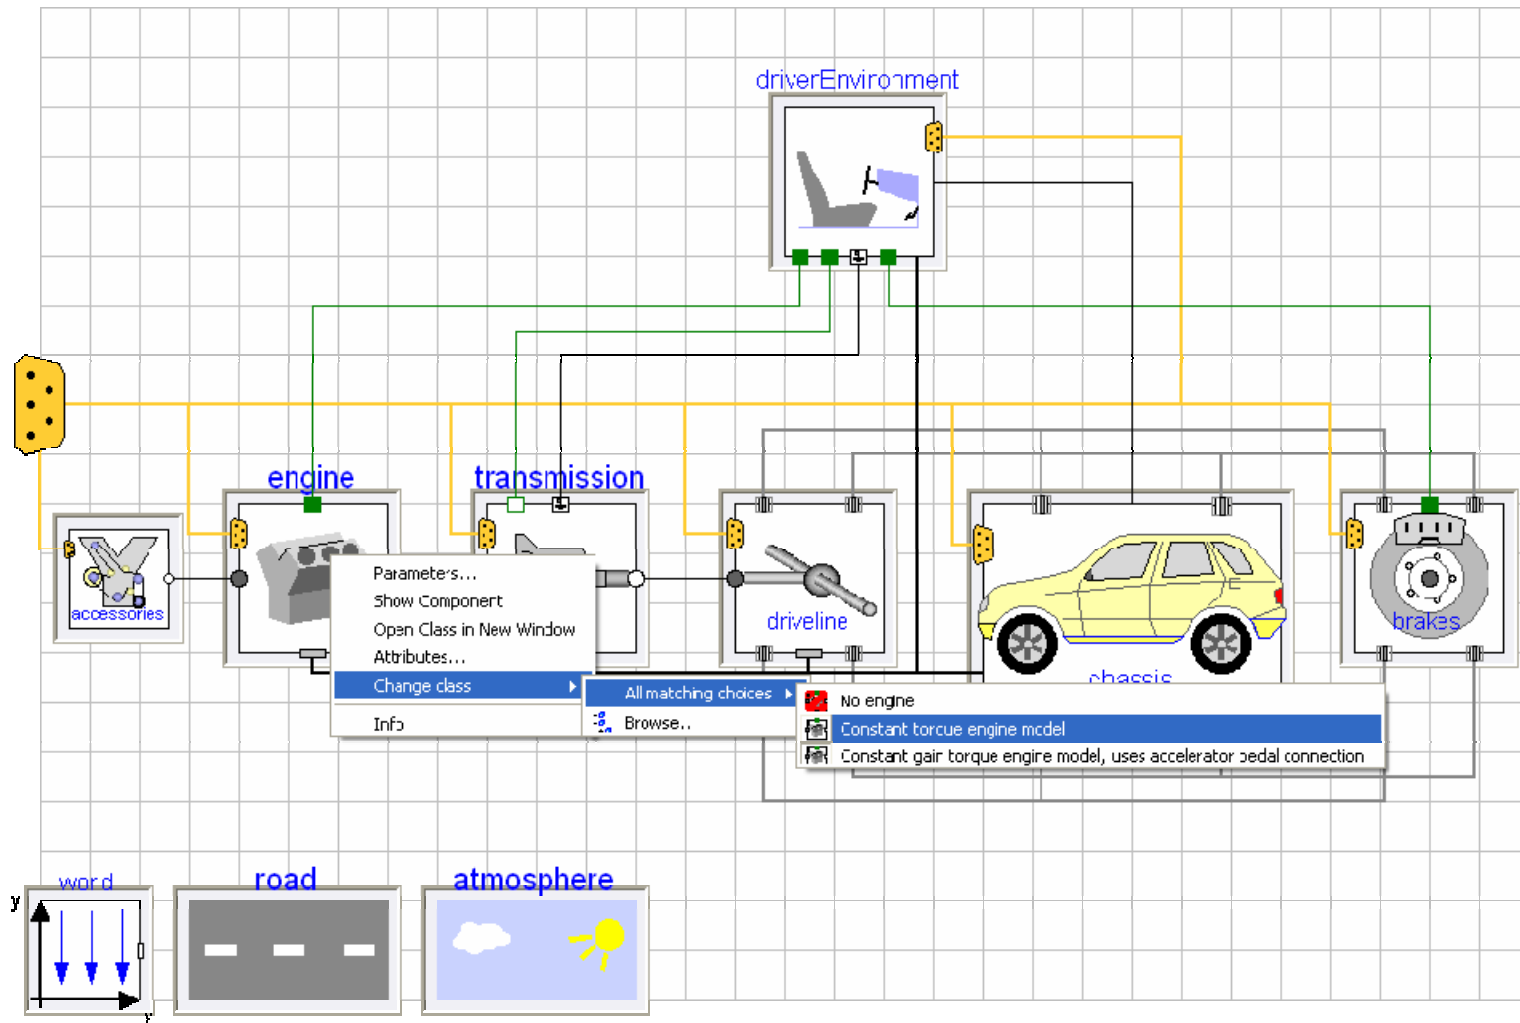 driverEnvironment
engine
transmission
accessories
driveline
chassis
brakes
Parameters...
Show Component
Open Class in New Window
Attributes...
Change class
Info
All matching choices
Browse...
No engine
Constant torque engine model
Constant gain torque engine model, uses accelerator pedal connection
world
road
atmosphere
y
x